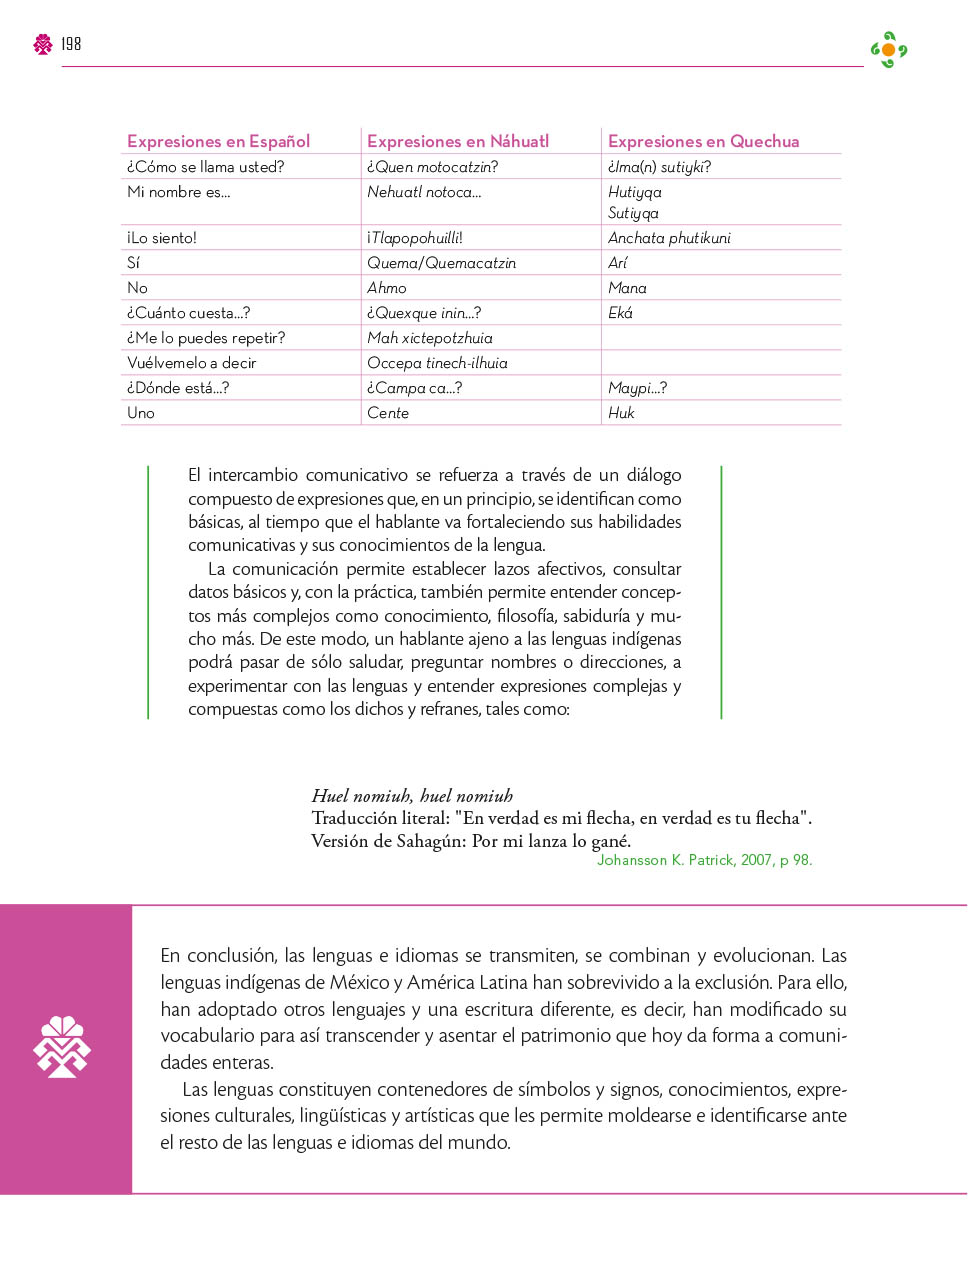 198
Expresiones en Español Expresiones en Náhuatl Expresiones en Quechua
¿Cómo se llama usted? ¿Quen motocatzin? ¿Ima(n) sutiyki?
Mi nombre es... Nehuatl notoca... Hutiyqa
Sutiyqa
¡Lo siento! ¡Tlapopohuilli! Anchata phutikuni
Sí Quema/Quemacatzin Arí
No Ahmo Mana
¿Cuánto cuesta...? ¿Quexque inin...? Eká
¿Me lo puedes repetir? Mah xictepotzhuia
Vuélvemelo a decir Occepa tinech-ilhuia
¿Dónde está...? ¿Campa ca...? Maypi...?
Uno Cente Huk
El intercambio comunicativo se refuerza a través de un diálogo
compuesto de expresiones que, en un principio, se identifican como
básicas, al tiempo que el hablante va fortaleciendo sus habilidades
comunicativas y sus conocimientos de la lengua.
La comunicación permite establecer lazos afectivos, consultar
datos básicos y, con la práctica, también permite entender concep-
tos más complejos como conocimiento, filosofía, sabiduría y mu-
cho más. De este modo, un hablante ajeno a las lenguas indígenas
podrá pasar de sólo saludar, preguntar nombres o direcciones, a
experimentar con las lenguas y entender expresiones complejas y
compuestas como los dichos y refranes, tales como:
Huel nomiuh, huel nomiuh
Traducción literal: "En verdad es mi flecha, en verdad es tu flecha".
Versión de Sahagún: Por mi lanza lo gané.
Johansson K. Patrick, 2007, p 98.
En conclusión, las lenguas e idiomas se transmiten, se combinan y evolucionan. Las
lenguas indígenas de México y América Latina han sobrevivido a la exclusión. Para ello,
han adoptado otros lenguajes y una escritura diferente, es decir, han modificado su
vocabulario para así transcender y asentar el patrimonio que hoy da forma a comuni-
dades enteras.
Las lenguas constituyen contenedores de símbolos y signos, conocimientos, expre-
siones culturales, lingüísticas y artísticas que les permite moldearse e identificarse ante
el resto de las lenguas e idiomas del mundo.